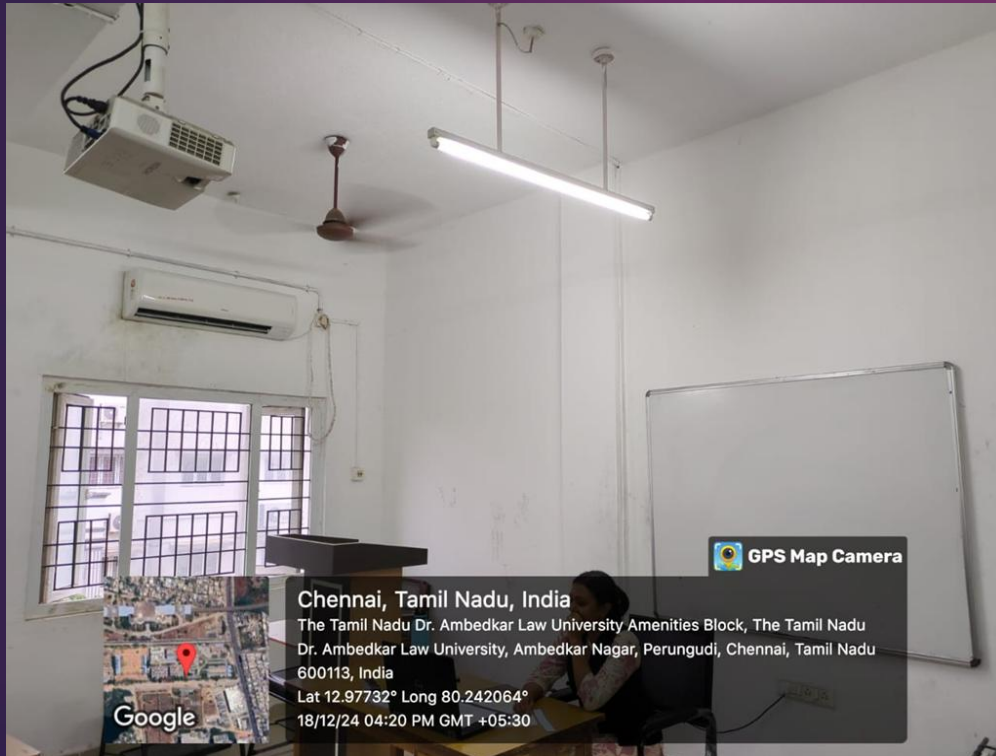 GPS Map Camera
Chennai, Tamil Nadu, India
The Tamil Nadu Dr. Ambedkar Law University Amenities Block, The Tamil Nadu
Dr. Ambedkar Law University, Ambedkar Nagar, Perungudi, Chennai, Tamil Nadu
600113, India
Lat 12.97732° Long 80.242064°
18/12/24 04:20 PM GMT +05:30
Google